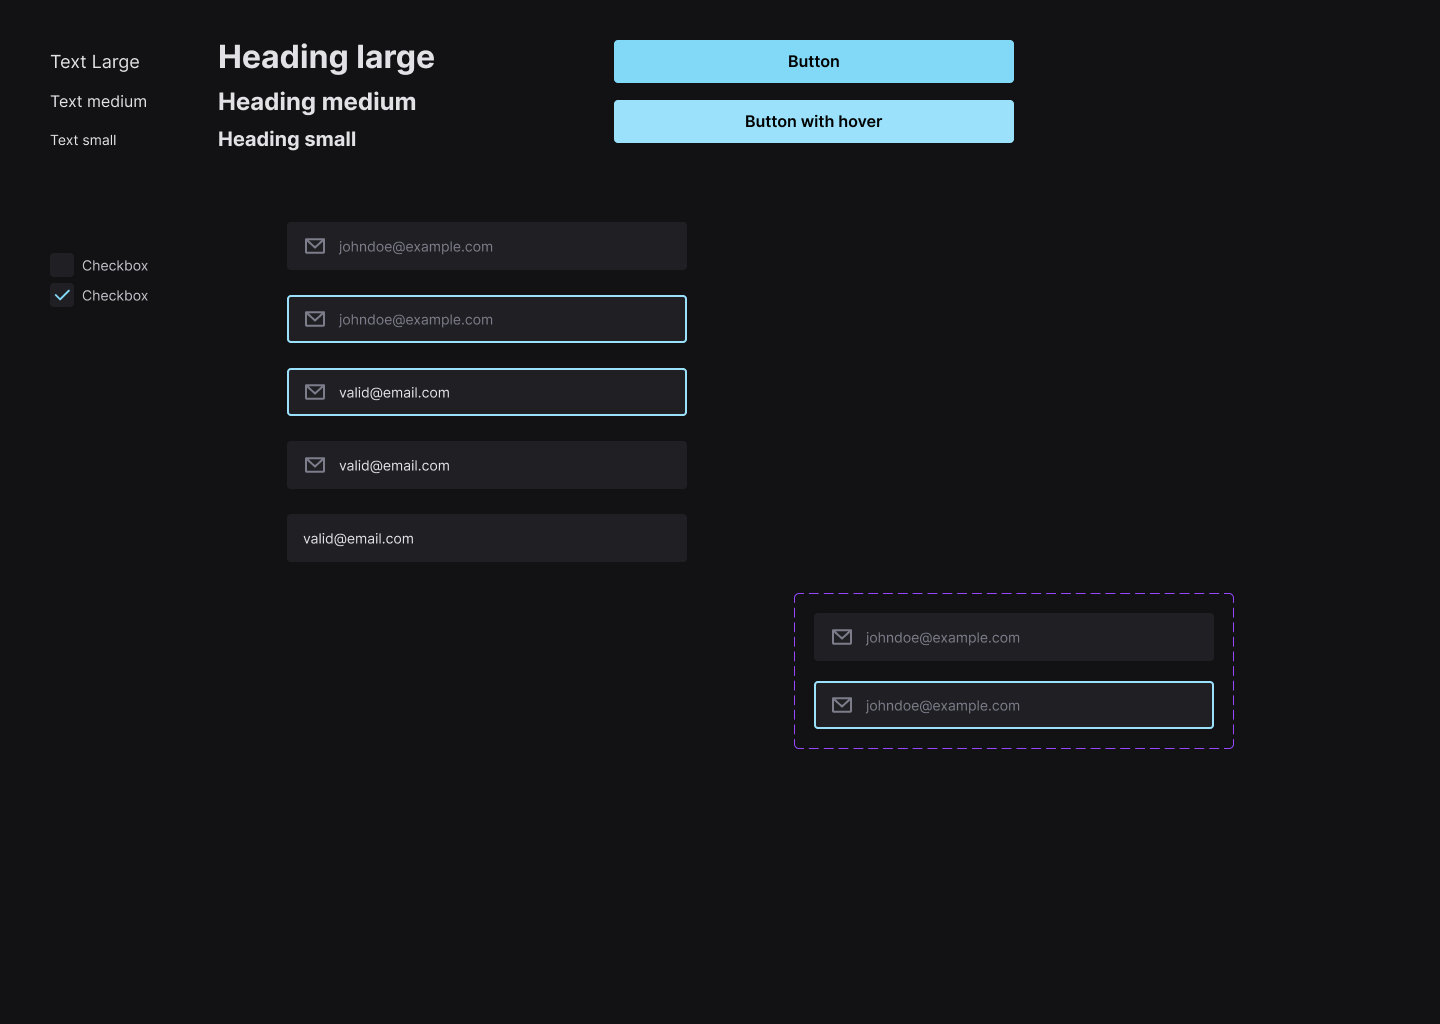 Text Large
Text medium
Text small
Heading large
Heading medium
Heading small
Button
Button with hover
Checkbox
Checkbox
johndoe@example.com
johndoe@example.com
valid@email.com
valid@email.com
valid@email.com
johndoe@example.com
johndoe@example.com